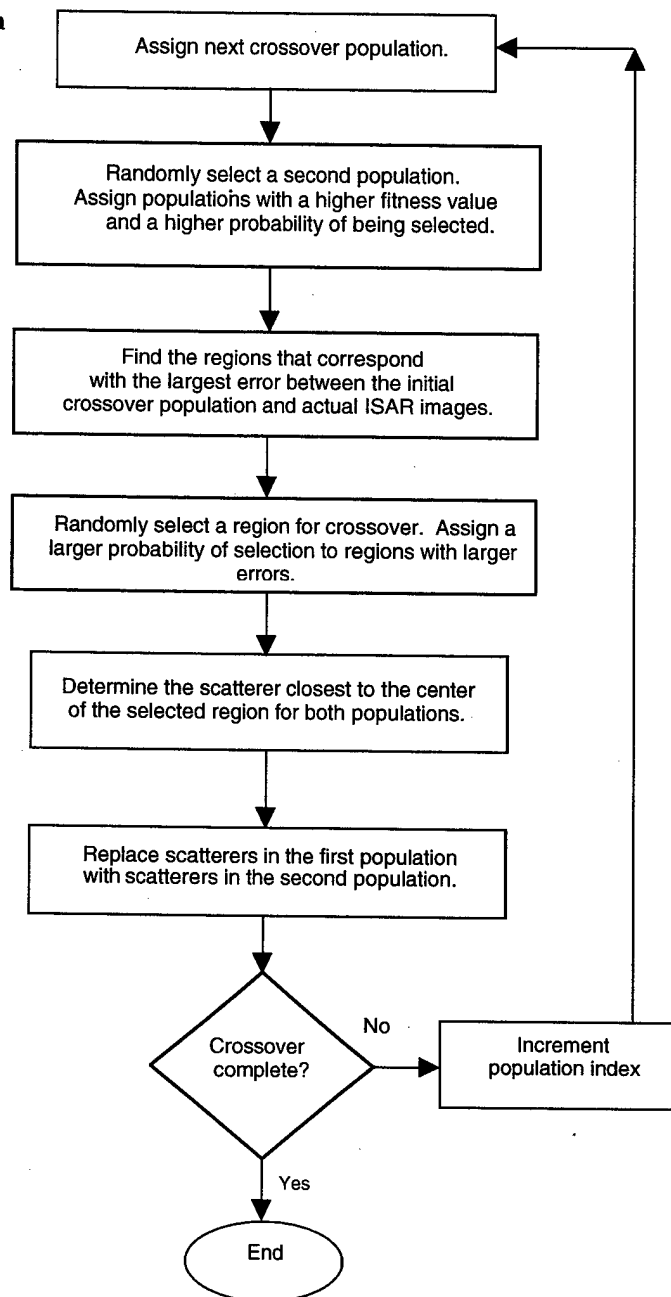 a
Assign next crossover population.
Randomly select a second population.
Assign populations with a higher fitness value
and a higher probability of being selected.
Find the regions that correspond
with the largest error between the initial
crossover population and actual ISAR images.
Randomly select a region for crossover. Assign a
larger probability of selection to regions with larger
errors.
Determine the scatterer closest to the center
of the selected region for both populations.
Replace scatterers in the first population
with scatterers in the second population.
Crossover
complete?
No
Increment
population index
Yes
End